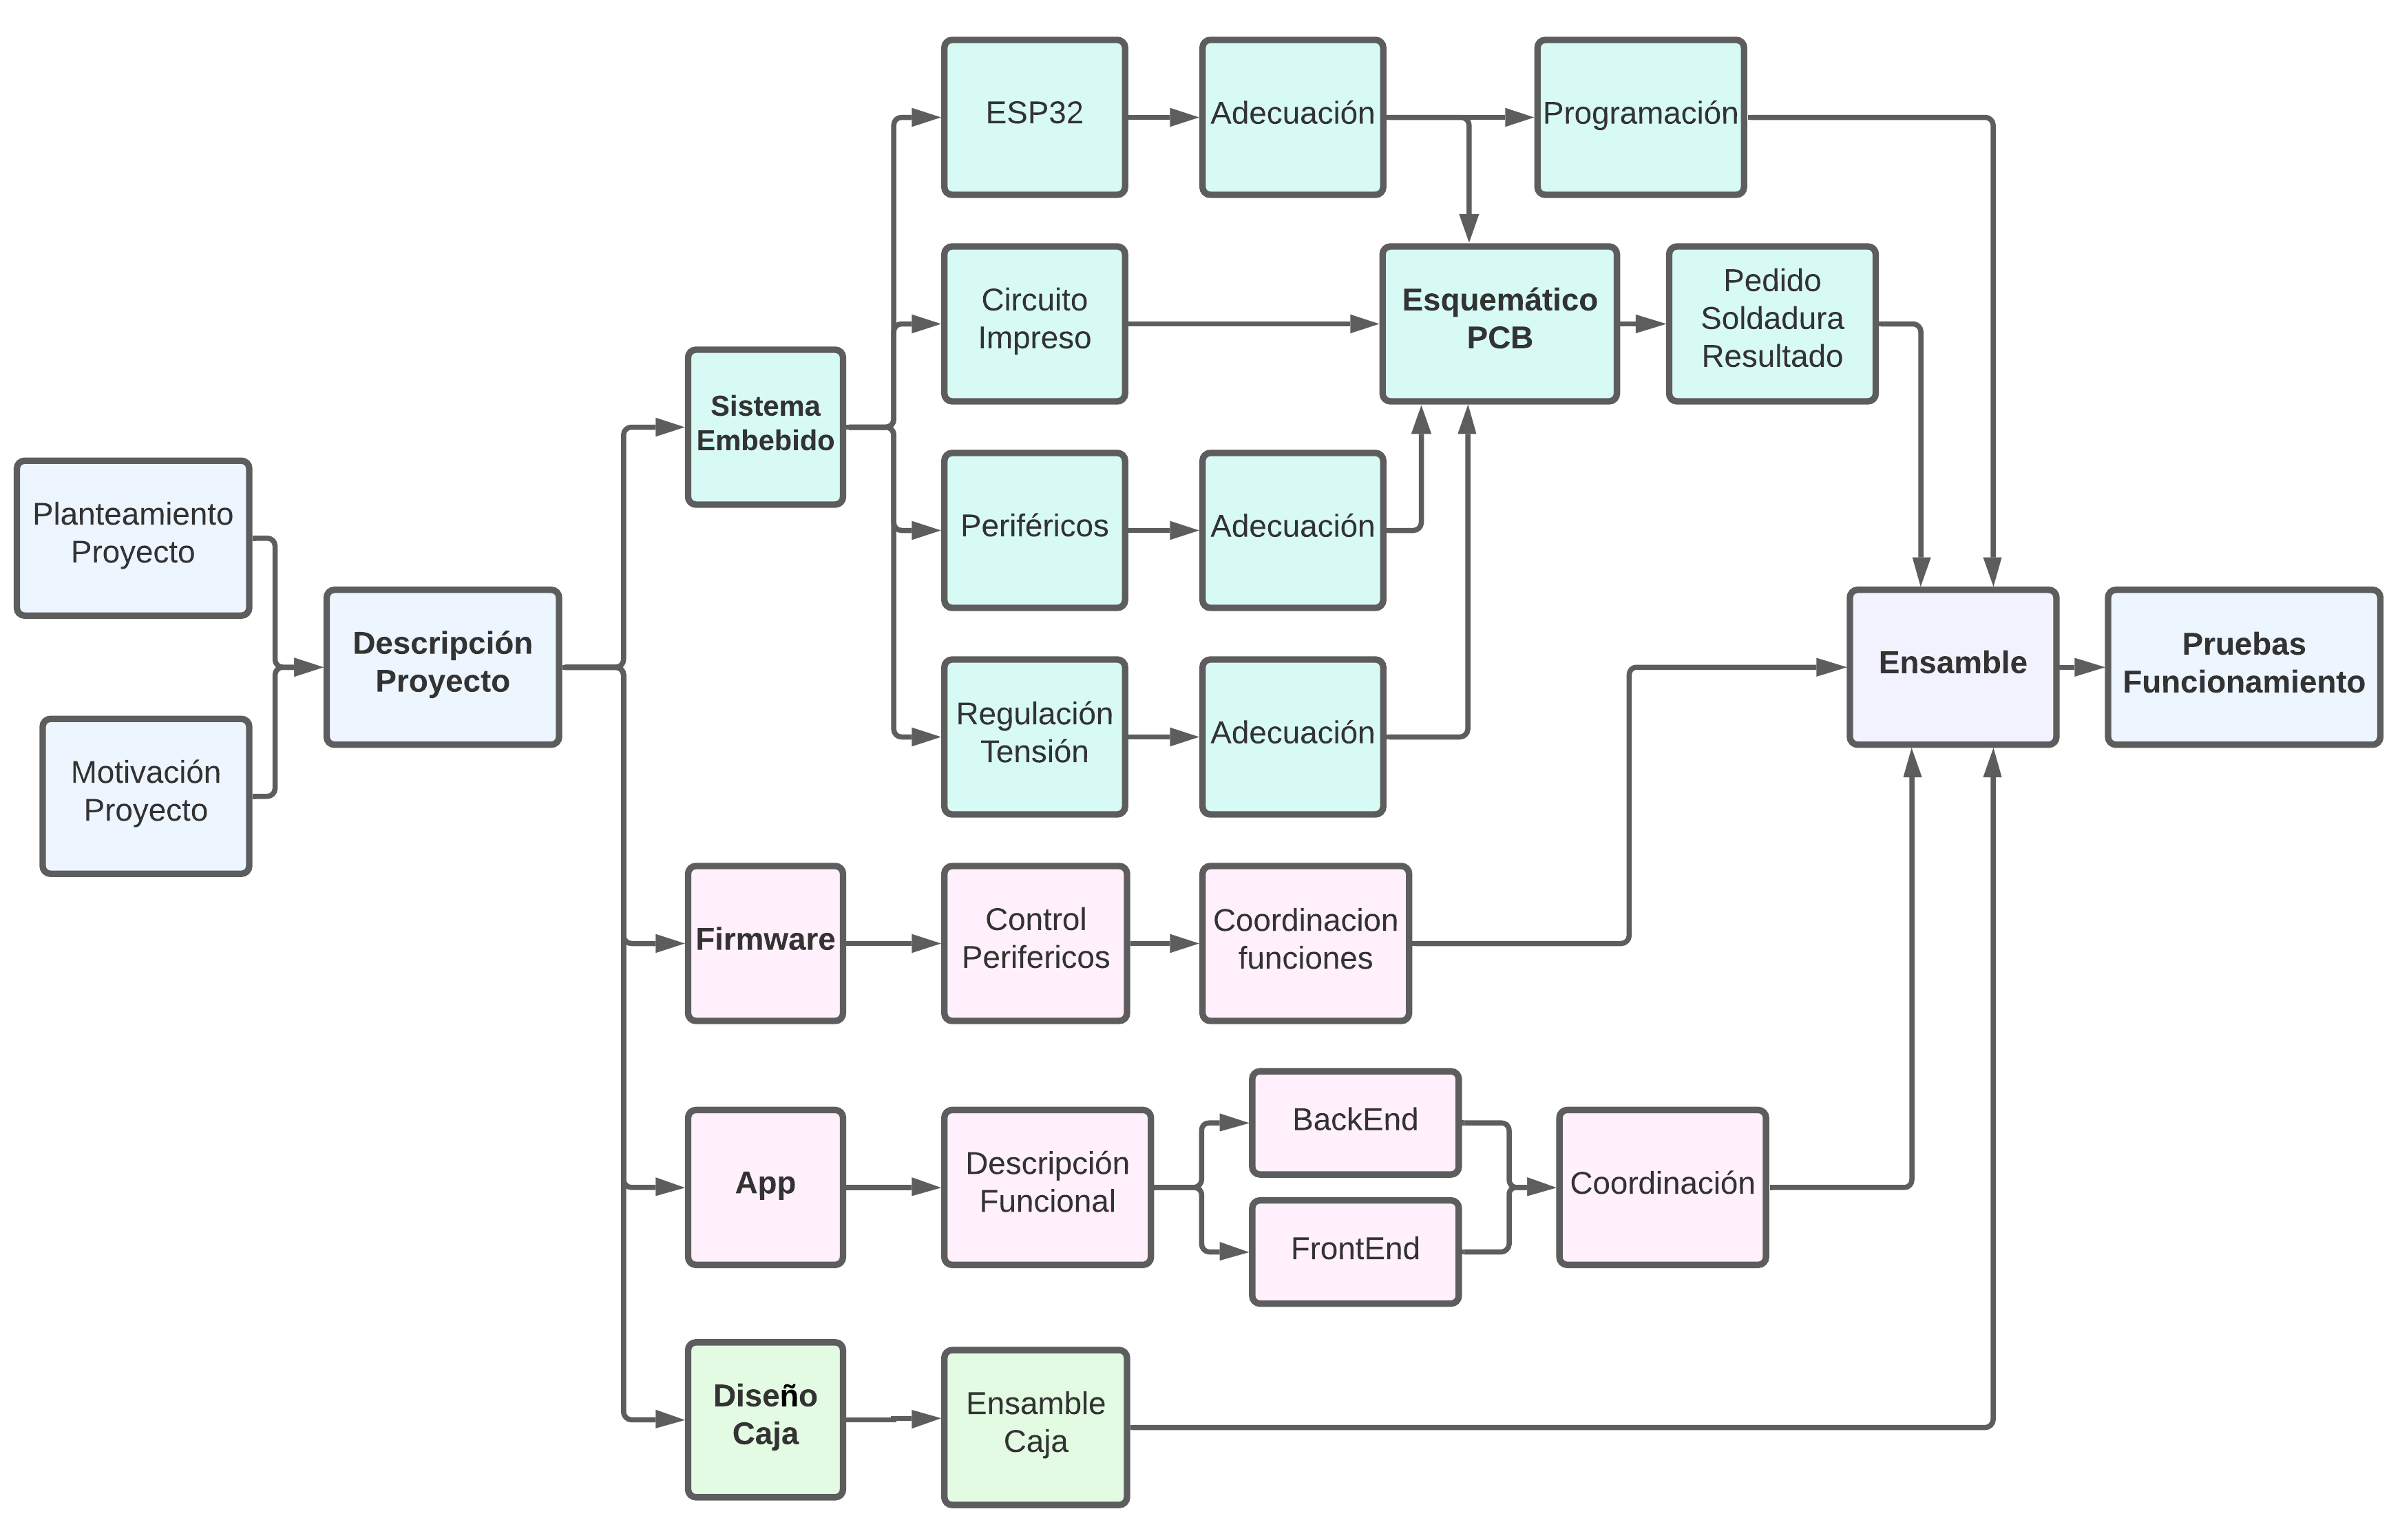 ESP32
Adecuación
Programación
Circuito
Impreso
Esquemático
PCB
Pedido
Soldadura
Resultado
Sistema
Embebido
Planteamiento
Proyecto
Periféricos
Adecuación
Descripción
Proyecto
Motivación
Proyecto
Regulación
Tensión
Adecuación
Ensamble
Pruebas
Funcionamiento
Firmware
Control
Perifericos
Coordinacion
funciones
App
Descripción
Funcional
BackEnd
FrontEnd
Coordinación
Diseño
Caja
Ensamble
Caja